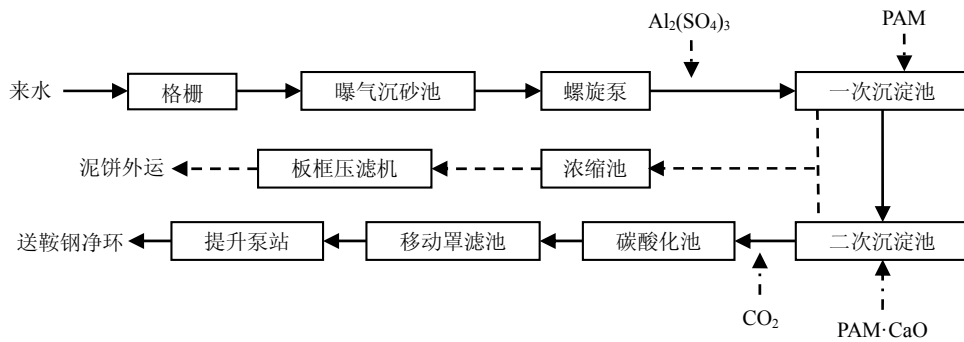 Al₂(SO₄)₃
PAM
来水
格栅
曝气沉砂池
螺旋泵
一次沉淀池
泥饼外运
板框压滤机
浓缩池
送鞍钢净环
提升泵站
移动罩滤池
碳酸化池
二次沉淀池
CO₂
PAM·CaO